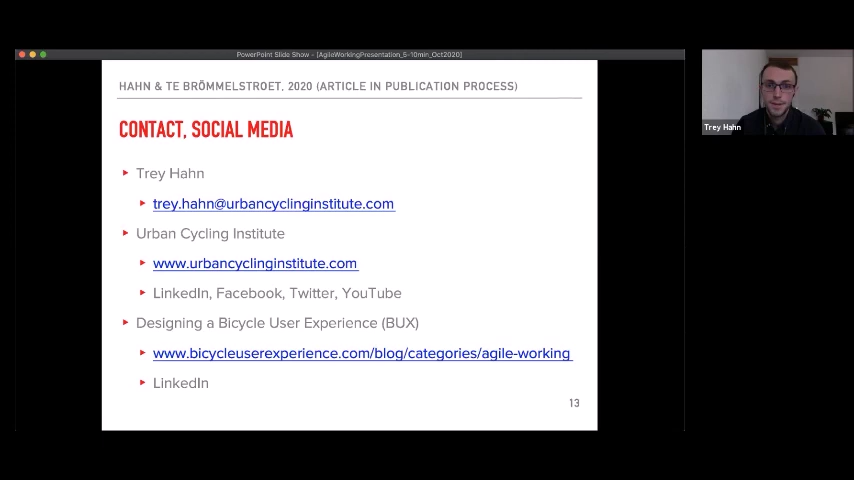 PowerPoint Slide Show - [AgileWorkingPresentation_5-10min_Oct2020]
HAHN & TE BRÖMMELSTROET, 2020 (ARTICLE IN PUBLICATION PROCESS)
CONTACT, SOCIAL MEDIA
Trey Hahn
trey.hahn@urbancyclinginstitute.com
Urban Cycling Institute
www.urbancyclinginstitute.com
LinkedIn, Facebook, Twitter, YouTube
Designing a Bicycle User Experience (BUX)
www.bicycleuserexperience.com/blog/categories/agile-working
LinkedIn
13
Trey Hahn